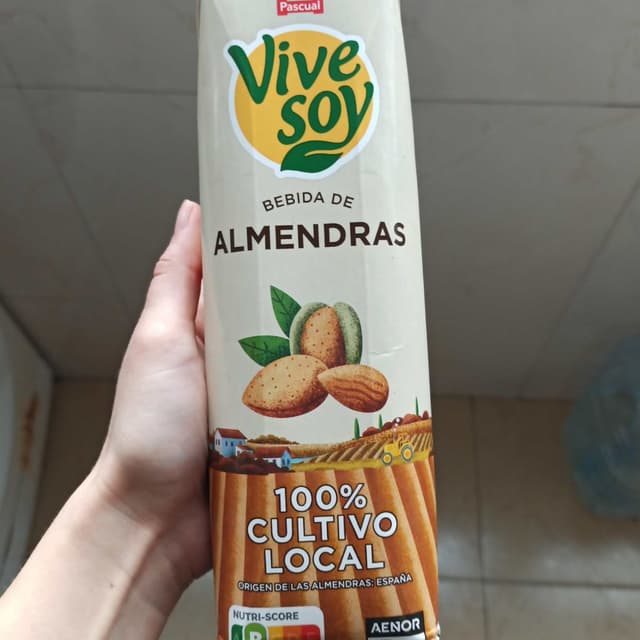 Pascual
Vive
soy
BEBIDA DE
ALMENDRAS
100%
CULTIVO
LOCAL
ORIGEN DE LAS ALMENDRAS: ESPAÑA
NUTRI-SCORE
A B
AENOR